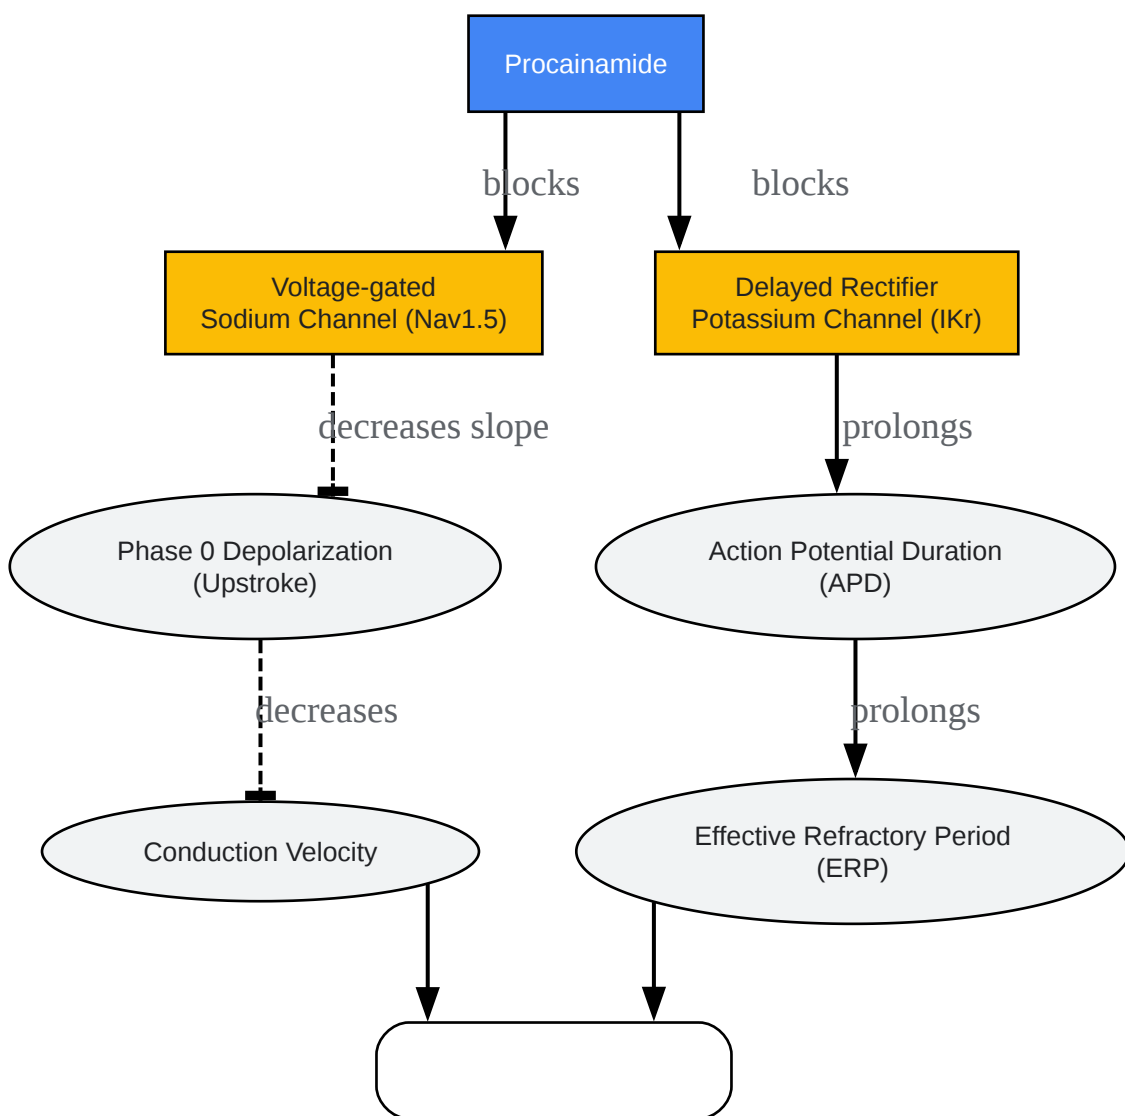 Procainamide
blocks
blocks
Voltage-gated
Sodium Channel (Nav1.5)
Delayed Rectifier
Potassium Channel (IKr)
decreases slope
prolongs
Phase 0 Depolarization
(Upstroke)
Action Potential Duration
(APD)
decreases
prolongs
Conduction Velocity
Effective Refractory Period
(ERP)